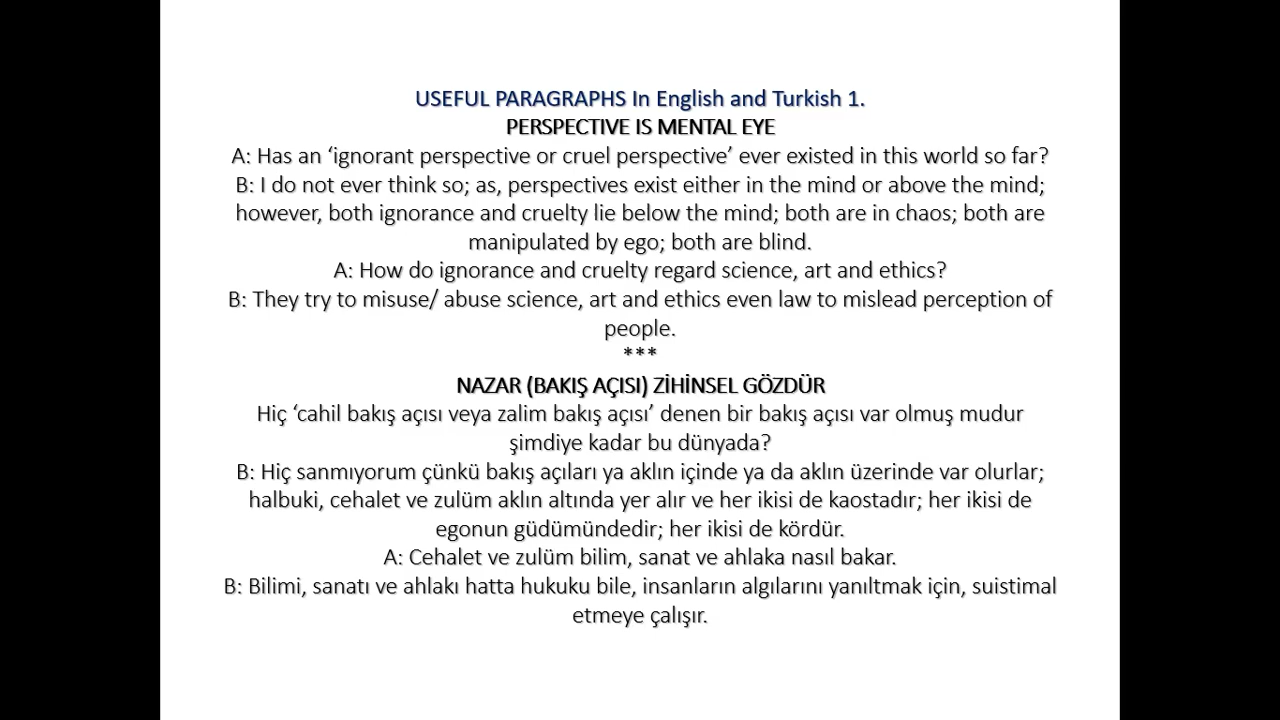 USEFUL PARAGRAPHS In English and Turkish 1.
PERSPECTIVE IS MENTAL EYE
A: Has an ‘ignorant perspective or cruel perspective’ ever existed in this world so far?
B: I do not ever think so; as, perspectives exist either in the mind or above the mind;
however, both ignorance and cruelty lie below the mind; both are in chaos; both are
manipulated by ego; both are blind.
A: How do ignorance and cruelty regard science, art and ethics?
B: They try to misuse/ abuse science, art and ethics even law to mislead perception of
people.
***
NAZAR (BAKIŞ AÇISI) ZİHİNSEL GÖZDÜR
Hiç ‘cahil bakış açısı veya zalim bakış açısı’ denen bir bakış açısı var olmuş mudur
şimdiye kadar bu dünyada?
B: Hiç sanmıyorum çünkü bakış açıları ya aklın içinde ya da aklın üzerinde var olurlar;
halbuki, cehalet ve zulüm aklın altında yer alır ve her ikisi de kaostadır; her ikisi de
egonun güdümündedir; her ikisi de kördür.
A: Cehalet ve zulüm bilim, sanat ve ahlaka nasıl bakar.
B: Bilimi, sanatı ve ahlakı hatta hukuku bile, insanların algılarını yanıltmak için, suistimal
etmeye çalışır.